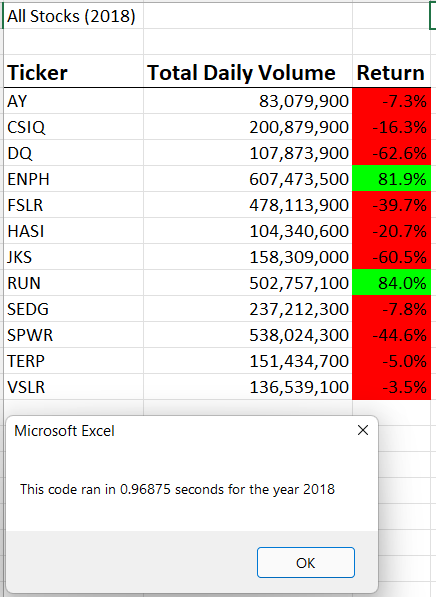 All Stocks (2018)
Ticker Total Daily Volume Return
AY 83,079,900 -7.3%
CSIQ 200,879,900 -16.3%
DQ 107,873,900 -62.6%
ENPH 607,473,500 81.9%
FSLR 478,113,900 -39.7%
HASI 104,340,600 -20.7%
JKS 158,309,000 -60.5%
RUN 502,757,100 84.0%
SEDG 237,212,300 -7.8%
SPWR 538,024,300 -44.6%
TERP 151,434,700 -5.0%
VSLR 136,539,100 -3.5%
Microsoft Excel
This code ran in 0.96875 seconds for the year 2018
OK